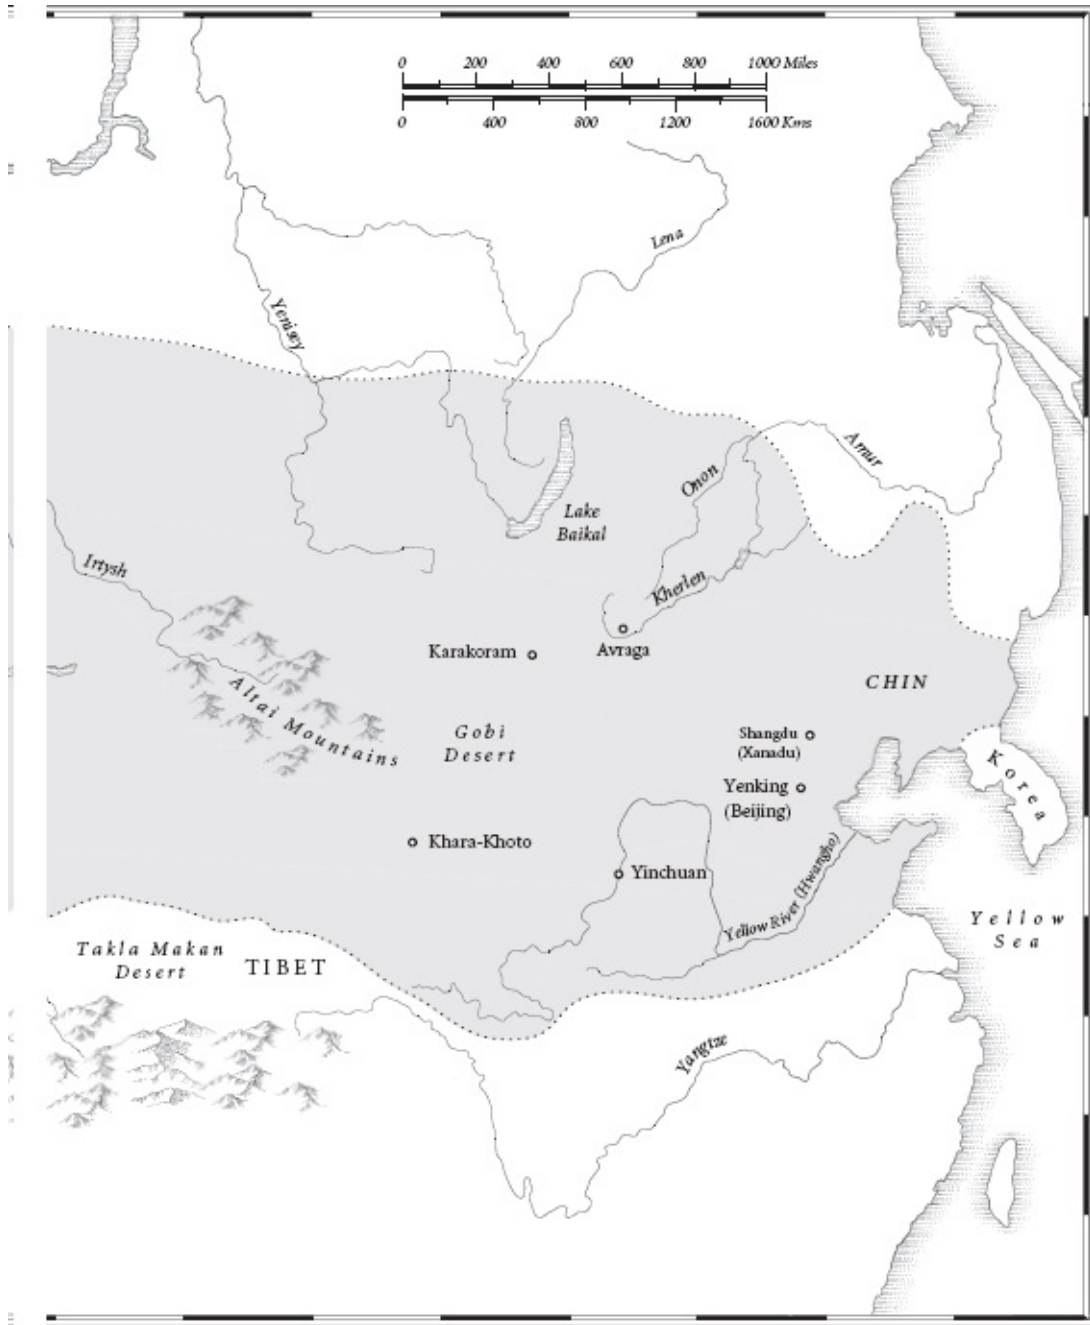 0 200 400 600 800 1000 Miles
0 400 800 1200 1600 Kms
Lena
Yenisey
Amur
Onon
Lake
Baikal
Irtysh
Kherlen
Karakoram
Avraga
Altai Mountains
CHIN
Gobi
Desert
Shangdu
(Xanadu)
Korea
Yenking
(Beijing)
Khara-Khoto
Yinchuan
Yellow River (Hwangho)
Yellow
Sea
Takla Makan
Desert
TIBET
Yangtze